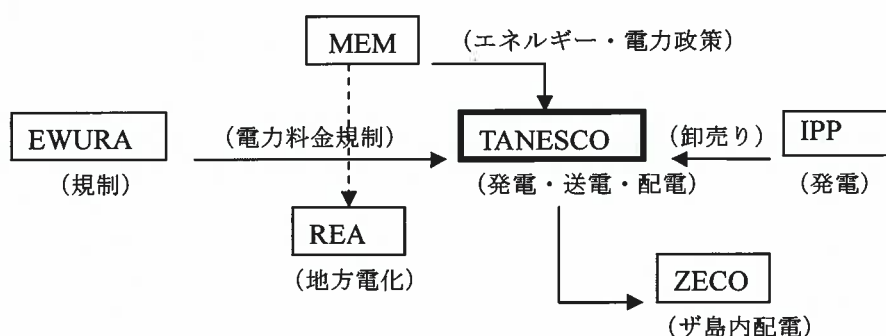 MEM
(エネルギー・電力政策)
EWURA
(電力料金規制)
TANESCO
(卸売り)
IPP
(規制)
(発電・送電・配電)
(発電)
REA
(地方電化)
ZECO
(ザ島内配電)